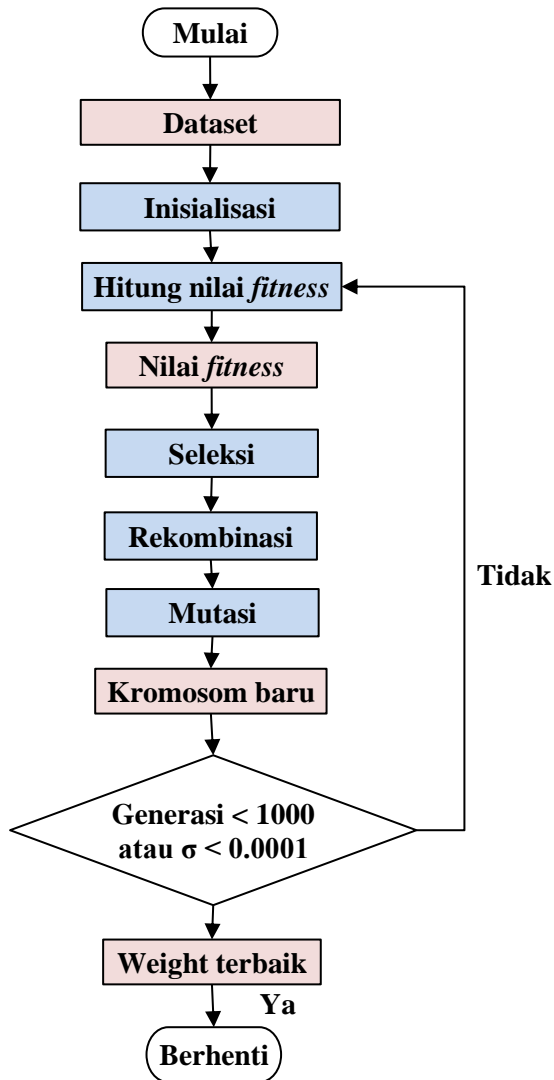 Mulai
Dataset
Inisialisasi
Hitung nilai fitness
Nilai fitness
Seleksi
Rekombinasi
Tidak
Mutasi
Kromosom baru
Generasi < 1000
atau σ < 0.0001
Weight terbaik
Ya
Berhenti